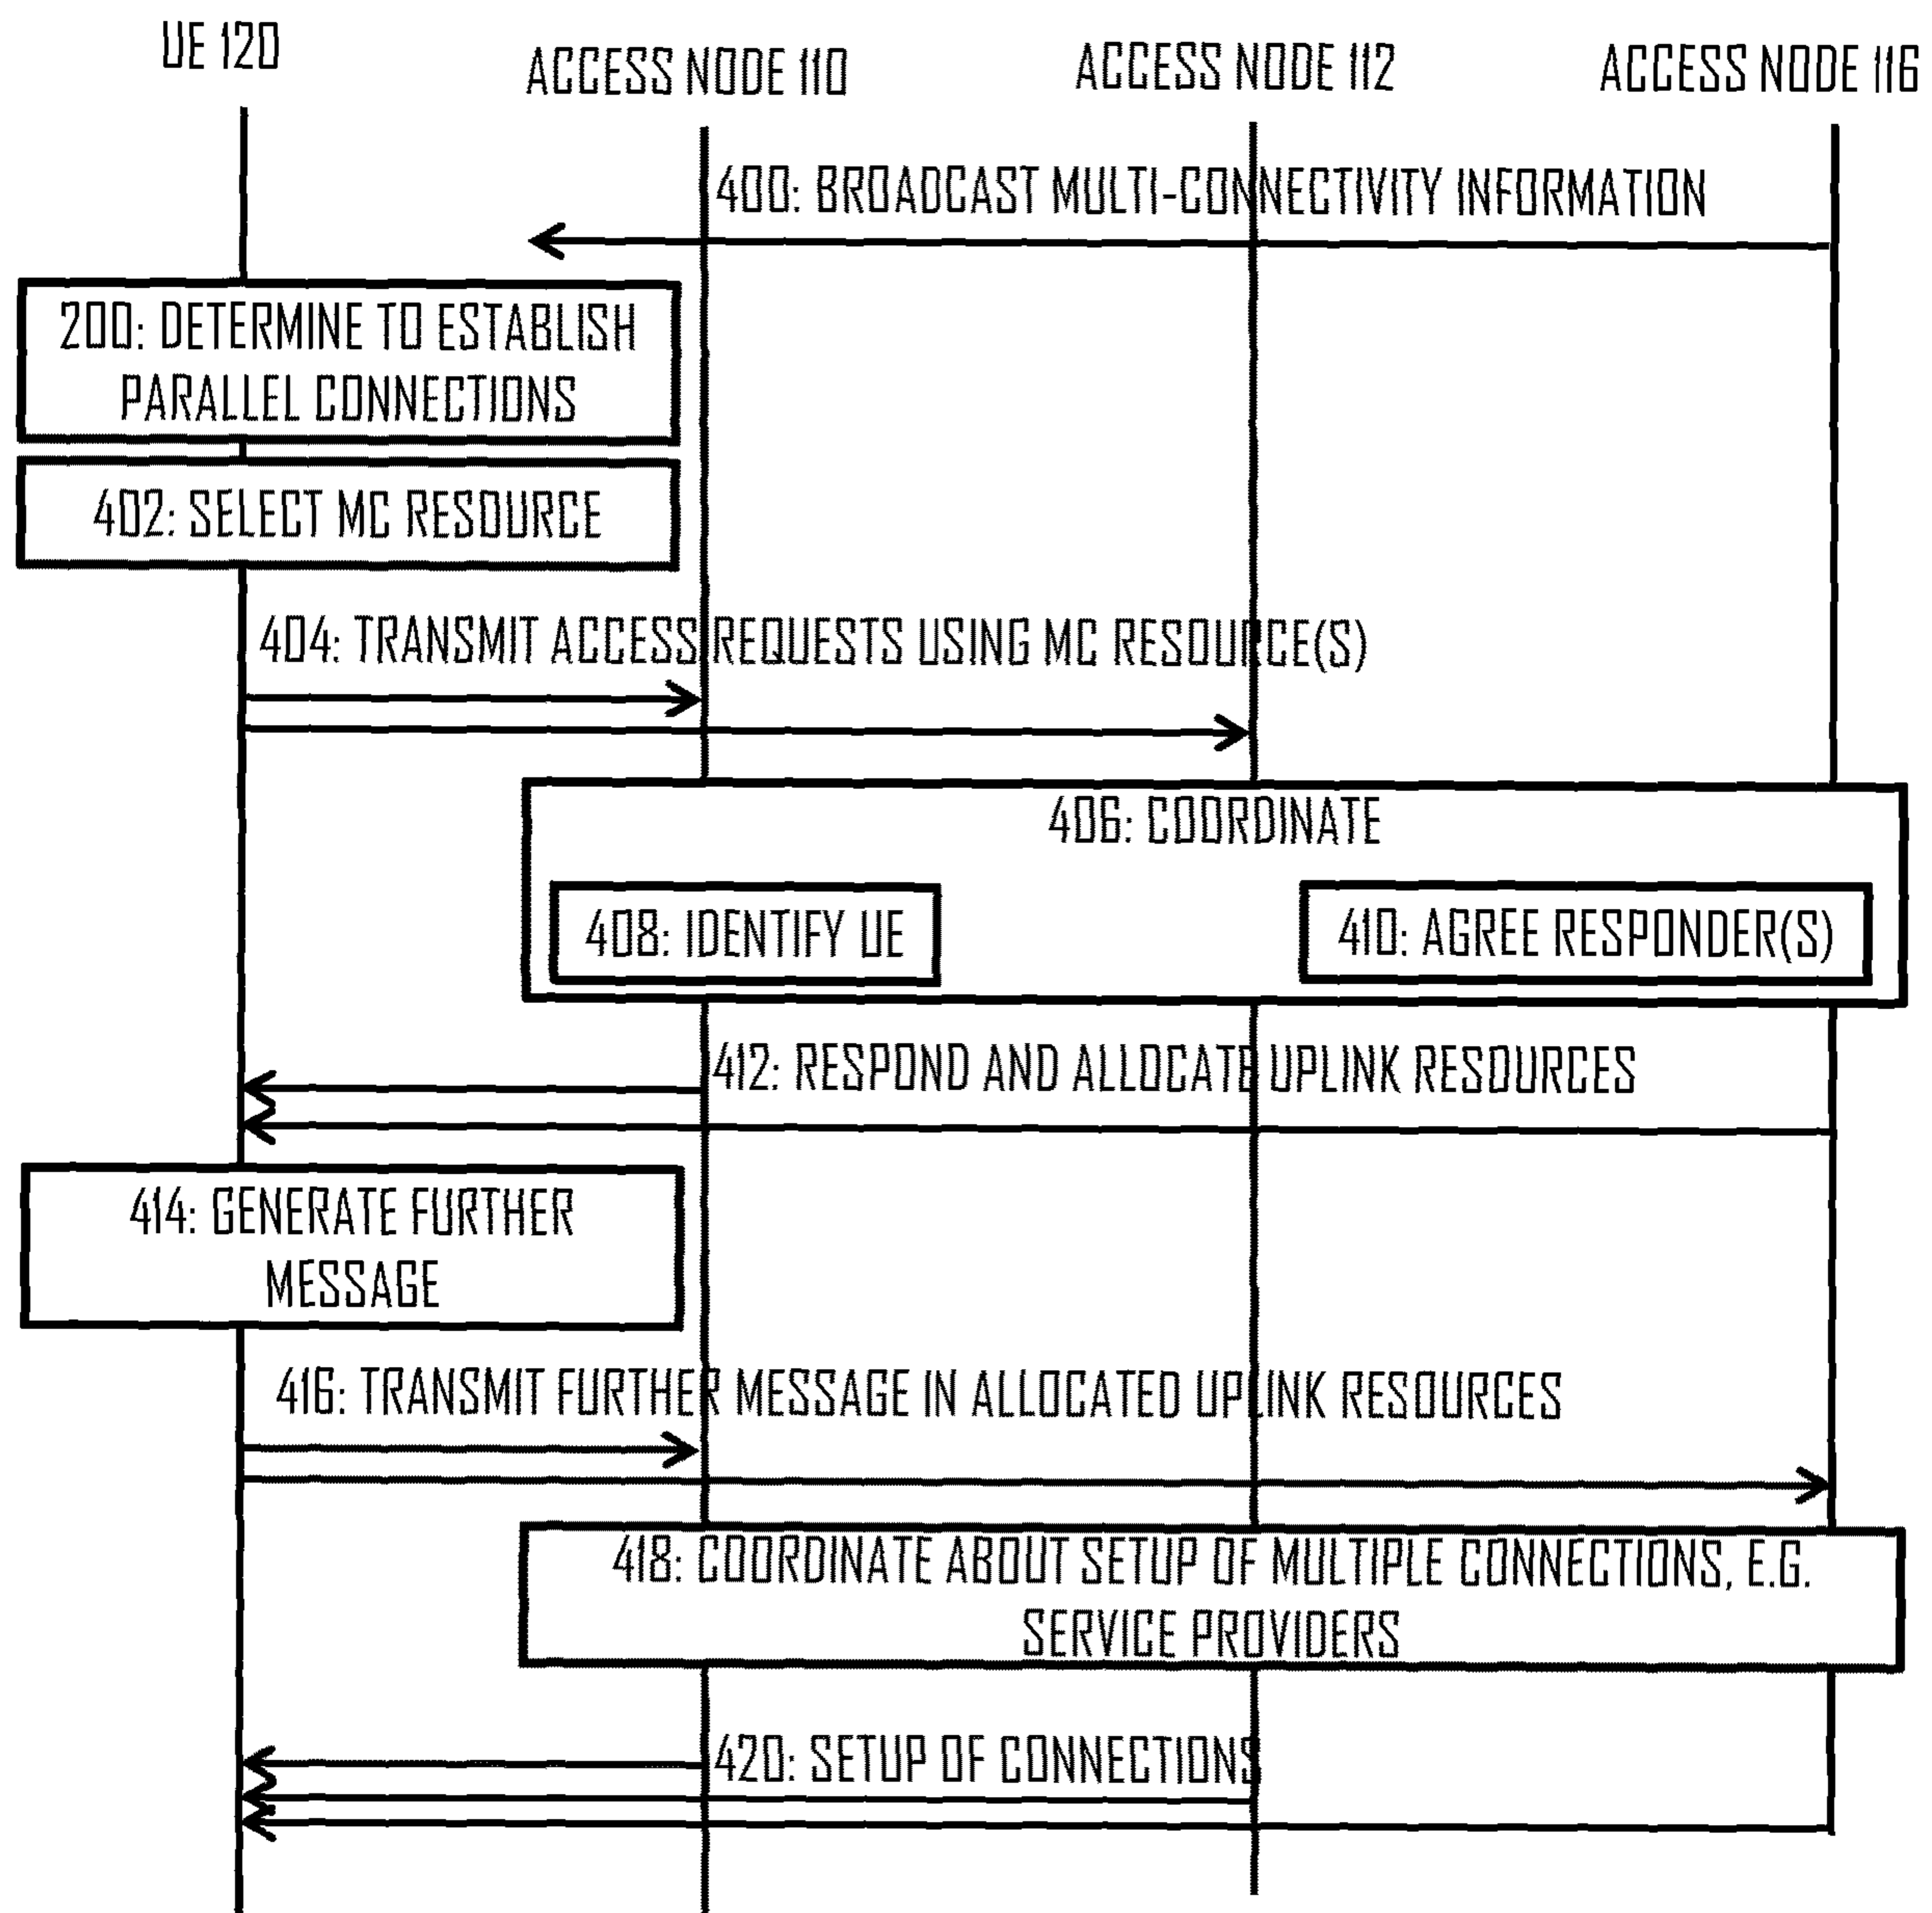 UE 120
ACCESS NODE 110
ACCESS NODE 112
ACCESS NODE 116
400: BROADCAST MULTI-CONNECTIVITY INFORMATION
200: DETERMINE TO ESTABLISH
PARALLEL CONNECTIONS
402: SELECT MC RESOURCE
404: TRANSMIT ACCESS REQUESTS USING MC RESOURCE(S)
406: COORDINATE
408: IDENTIFY UE
410: AGREE RESPONDER(S)
412: RESPOND AND ALLOCATE UPLINK RESOURCES
414: GENERATE FURTHER
MESSAGE
416: TRANSMIT FURTHER MESSAGE IN ALLOCATED UPLINK RESOURCES
418: COORDINATE ABOUT SETUP OF MULTIPLE CONNECTIONS, E.G.
SERVICE PROVIDERS
420: SETUP OF CONNECTIONS